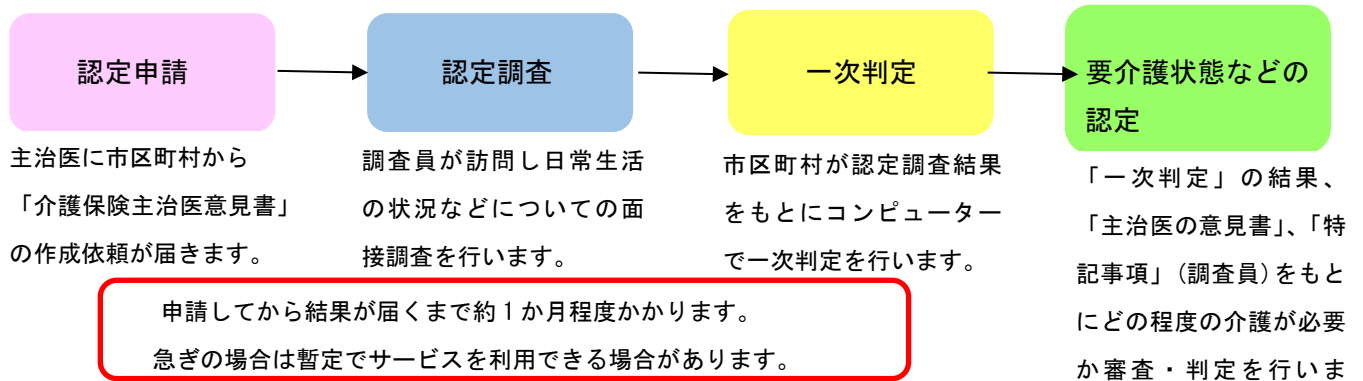 認定申請
認定調査
一次判定
要介護状態などの
認定
主治医に市区町村から
「介護保険主治医意見書」
の作成依頼が届きます。
調査員が訪問し日常生活
の状況などについての面
接調査を行います。
市区町村が認定調査結果
をもとにコンピューター
で一次判定を行います。
「一次判定」の結果、
「主治医の意見書」、「特
記事項」(調査員)をもと
にどの程度の介護が必要
か審査・判定を行いま
申請してから結果が届くまで約1か月程度かかります。
急ぎの場合は暫定でサービスを利用できる場合があります。